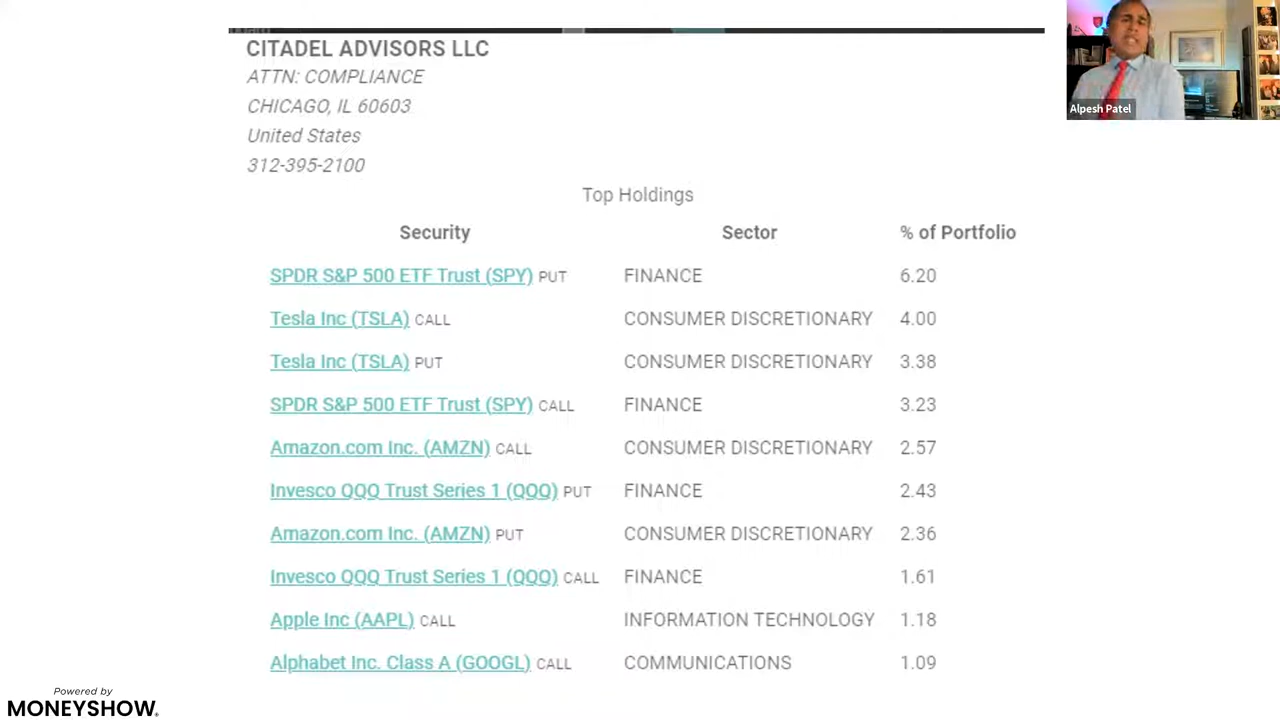 CITADEL ADVISORS LLC
ATTN: COMPLIANCE
CHICAGO, IL 60603
United States
312-395-2100
Alpesh Patel
Top Holdings
Security Sector % of Portfolio
SPDR S&P 500 ETF Trust (SPY) PUT FINANCE 6.20
Tesla Inc (TSLA) CALL CONSUMER DISCRETIONARY 4.00
Tesla Inc (TSLA) PUT CONSUMER DISCRETIONARY 3.38
SPDR S&P 500 ETF Trust (SPY) CALL FINANCE 3.23
Amazon.com Inc. (AMZN) CALL CONSUMER DISCRETIONARY 2.57
Invesco QQQ Trust Series 1 (QQQ) PUT FINANCE 2.43
Amazon.com Inc. (AMZN) PUT CONSUMER DISCRETIONARY 2.36
Invesco QQQ Trust Series 1 (QQQ) CALL FINANCE 1.61
Apple Inc (AAPL) CALL INFORMATION TECHNOLOGY 1.18
Alphabet Inc. Class A (GOOGL) CALL COMMUNICATIONS 1.09
Powered by
MONEYSHOW.